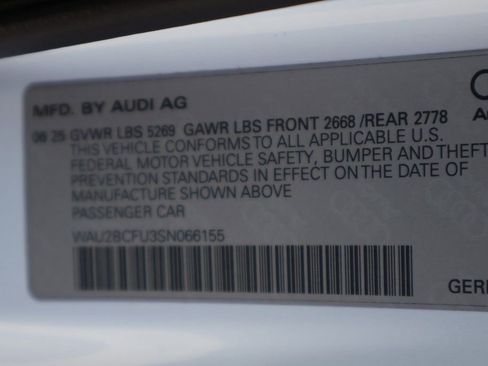 MFD. BY AUDI AG
08 25 GVWR LBS 5269 GAWR LBS FRONT 2668 /REAR 2778
THIS VEHICLE CONFORMS TO ALL APPLICABLE U.S.
FEDERAL MOTOR VEHICLE SAFETY, BUMPER AND THEFT
PREVENTION STANDARDS IN EFFECT ON THE DATE OF
MANUFACTURE SHOWN ABOVE
PASSENGER CAR
WAU28CFU3SN066155